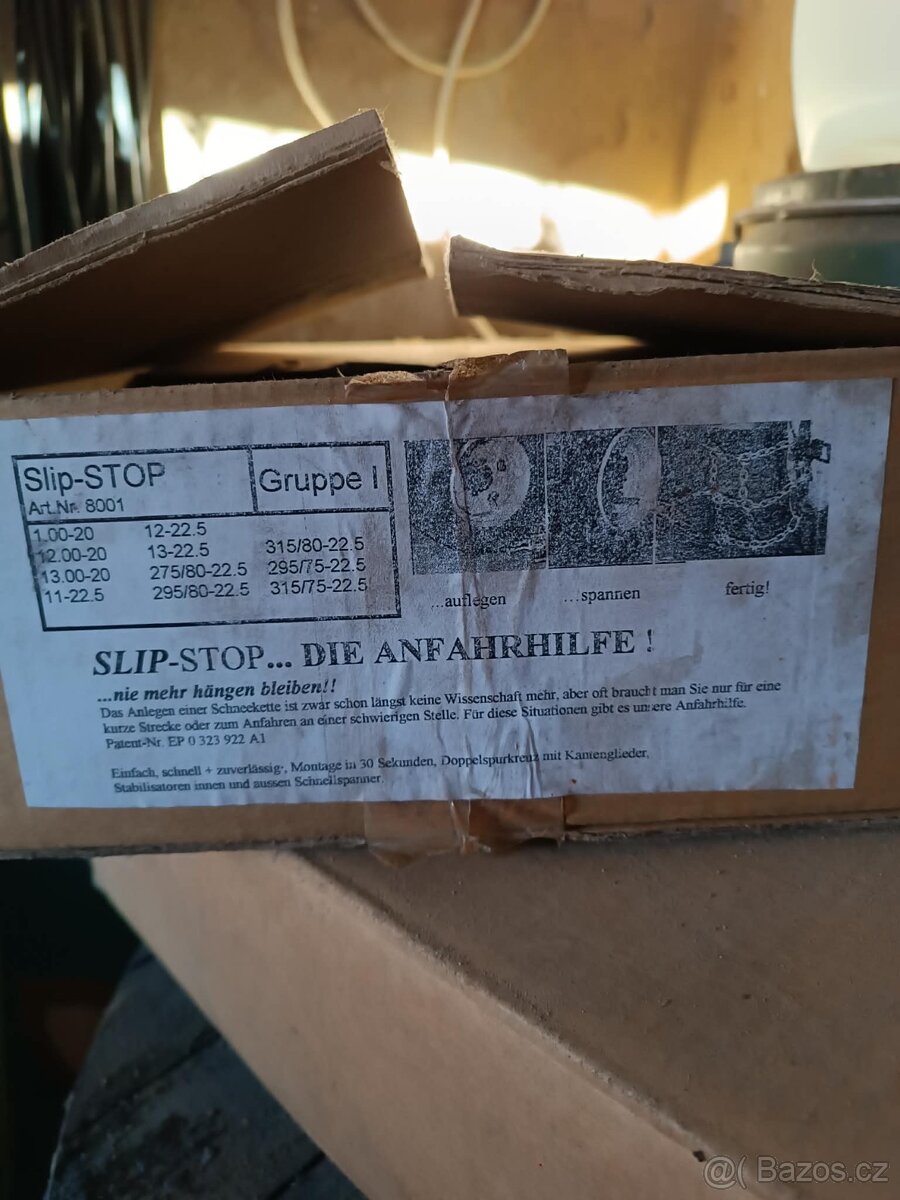 Slip-STOP
Gruppe I
Art.Nr. 8001
1.00-20 12-22.5
12.00-20 13-22.5 315/80-22.5
13.00-20 275/80-22.5 295/75-22.5
11-22.5 295/80-22.5 315/75-22.5
...auflegen ...spannen fertig!
SLIP-STOP... DIE ANFAHRHILFE !
...nie mehr hängen bleiben!!
Das Anlegen einer Schneekette ist zwar schon längst keine Wissenschaft mehr, aber oft braucht man Sie nur für eine
kurze Strecke oder zum Anfahren an einer schwierigen Stelle. Für diese Situationen gibt es unsere Anfahrhilfe.
Patent-Nr. EP 0 323 922 A1
Einfach, schnell + zuverlässig-, Montage in 30 Sekunden, Doppelspurkreuz mit Kantenglieder,
Stabilisatoren innen und aussen Schnellspanner.
@( Bazos.cz